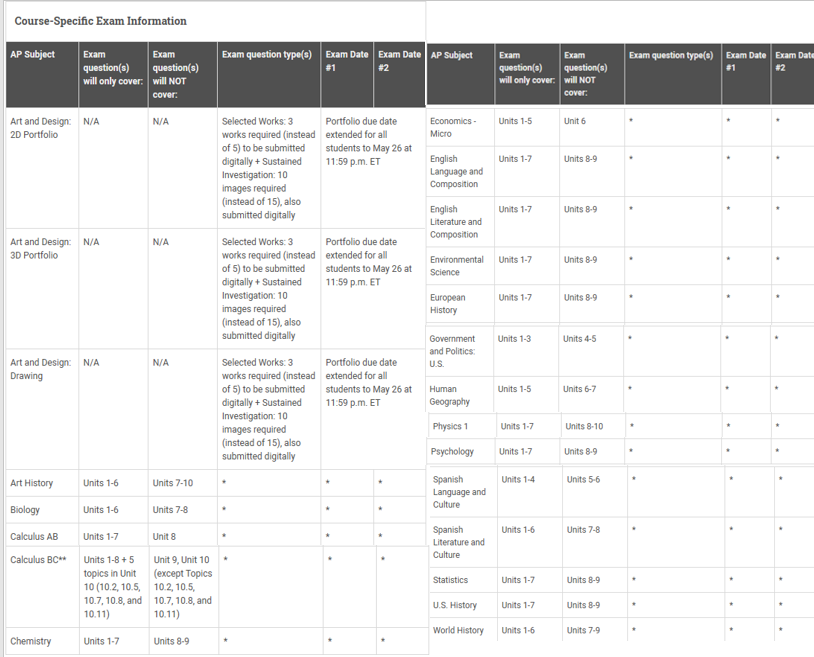 Course-Specific Exam Information
AP Subject
Exam
question(s)
will only cover:
Exam
question(s)
will NOT
cover:
Exam question type(s)
Exam Date
#1
Exam Date
#2
Art and Design:
2D Portfolio
N/A
N/A
Selected Works: 3
works required (instead
of 5) to be submitted
digitally + Sustained
Investigation: 10
images required
(instead of 15), also
submitted digitally
Portfolio due date
extended for all
students to May 26 at
11:59 p.m. ET
Art and Design:
3D Portfolio
N/A
N/A
Selected Works: 3
works required (instead
of 5) to be submitted
digitally + Sustained
Investigation: 10
images required
(instead of 15), also
submitted digitally
Portfolio due date
extended for all
students to May 26 at
11:59 p.m. ET
Art and Design:
Drawing
N/A
N/A
Selected Works: 3
works required (instead
of 5) to be submitted
digitally + Sustained
Investigation: 10
images required
(instead of 15), also
submitted digitally
Portfolio due date
extended for all
students to May 26 at
11:59 p.m. ET
Art History
Units 1-6
Units 7-10
*
*
*
Biology
Units 1-6
Units 7-8
*
*
*
Calculus AB
Units 1-7
Unit 8
*
*
*
Calculus BC**
Units 1-8 + 5
topics in Unit
10 (10.2, 10.5,
10.7, 10.8, and
10.11)
Unit 9, Unit 10
(except Topics
10.2, 10.5,
10.7, 10.8, and
10.11)
*
*
*
Chemistry
Units 1-7
Units 8-9
*
*
*
AP Subject
Exam
question(s)
will only cover:
Exam
question(s)
will NOT
cover:
Exam question type(s)
Exam Date
#1
Exam Date
#2
Economics -
Micro
Units 1-5
Unit 6
*
*
*
English
Language and
Composition
Units 1-7
Units 8-9
*
*
*
English
Literature and
Composition
Units 1-7
Units 8-9
*
*
*
Environmental
Science
Units 1-7
Units 8-9
*
*
*
European
History
Units 1-7
Units 8-9
*
*
*
Government
and Politics:
U.S.
Units 1-3
Units 4-5
*
*
*
Human
Geography
Units 1-5
Units 6-7
*
*
*
Physics 1
Units 1-7
Units 8-10
*
*
*
Psychology
Units 1-7
Units 8-9
*
*
*
Spanish
Language and
Culture
Units 1-4
Units 5-6
*
*
*
Spanish
Literature and
Culture
Units 1-6
Units 7-8
*
*
*
Statistics
Units 1-7
Units 8-9
*
*
*
U.S. History
Units 1-7
Units 8-9
*
*
*
World History
Units 1-6
Units 7-9
*
*
*